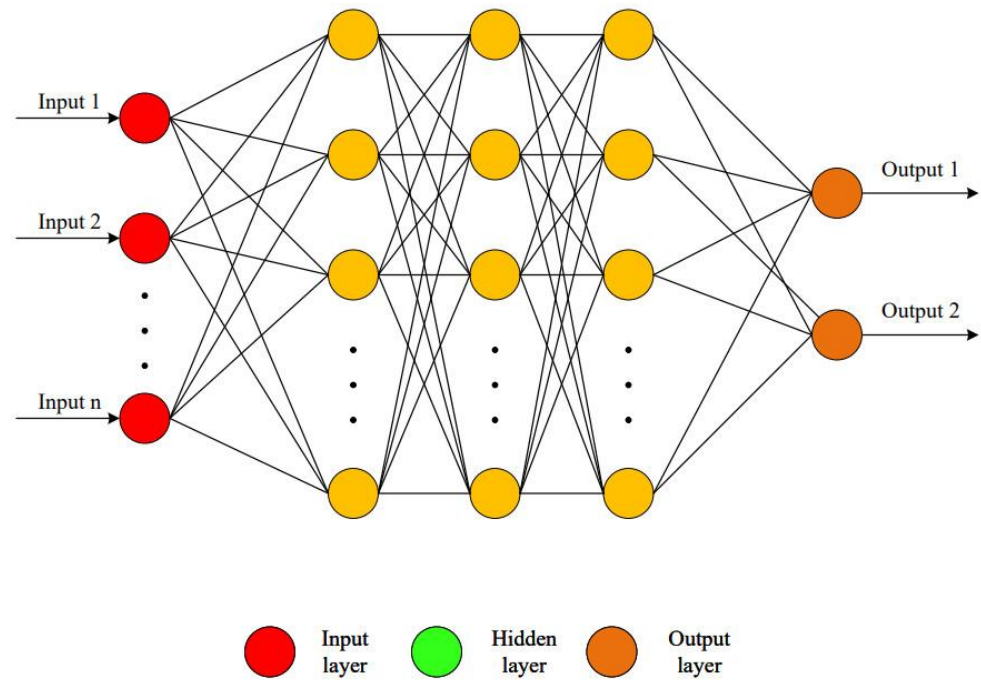 Input 1
Input 2
Input n
Output 1
Output 2
Input
layer
Hidden
layer
Output
layer